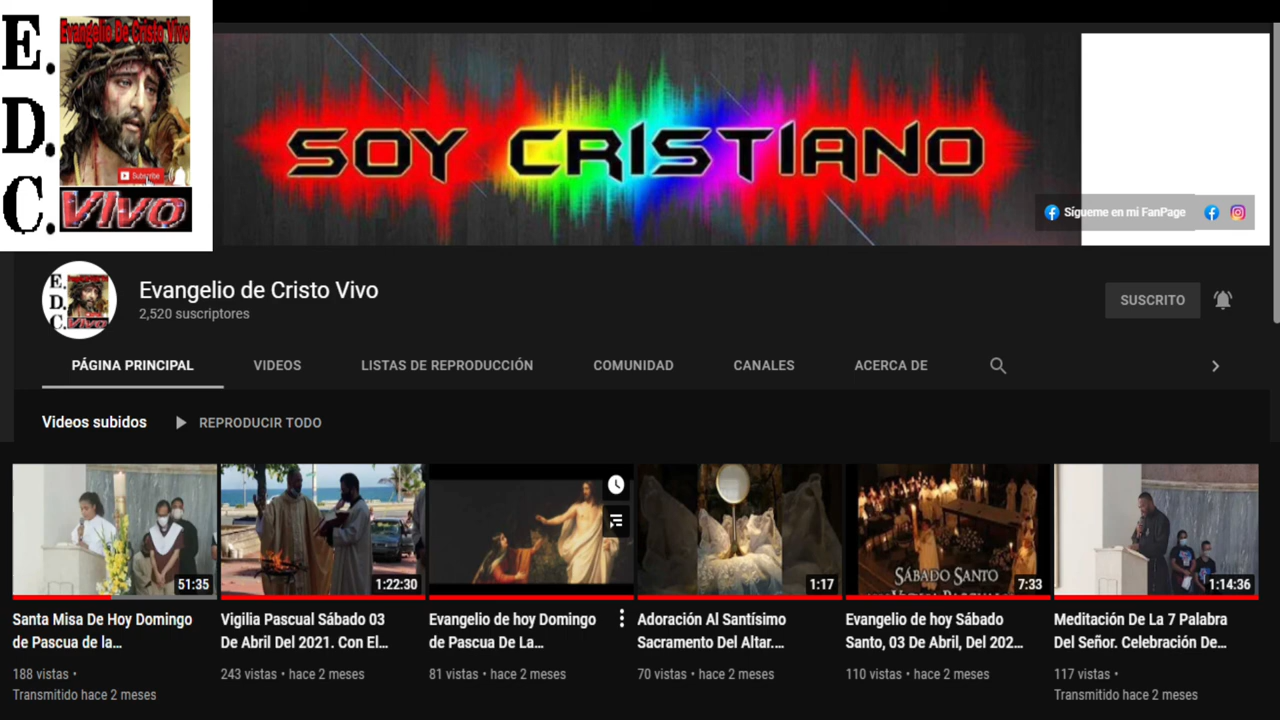 E.
D.
C.
Evangelio De Cristo Vivo
Subscribe
Vivo
SOY CRISTIANO
Sígueme en mi FanPage
Evangelio de Cristo Vivo
2,520 suscriptores
SUSCRITO
E.
D.
C.
Vivo
PÁGINA PRINCIPAL
VIDEOS
LISTAS DE REPRODUCCIÓN
COMUNIDAD
CANALES
ACERCA DE
Videos subidos
REPRODUCIR TODO
51:35
1:22:30
1:17
SÁBADO SANTO
7:33
1:14:36
Santa Misa De Hoy Domingo
de Pascua de la...
188 vistas •
Transmitido hace 2 meses
Vigilia Pascual Sábado 03
De Abril Del 2021. Con El...
243 vistas • hace 2 meses
Evangelio de hoy Domingo
de Pascua De La...
81 vistas • hace 2 meses
Adoración Al Santísimo
Sacramento Del Altar....
70 vistas • hace 2 meses
Evangelio de hoy Sábado
Santo, 03 De Abril, Del 202...
110 vistas • hace 2 meses
Meditación De La 7 Palabra
Del Señor. Celebración De...
117 vistas •
Transmitido hace 2 meses